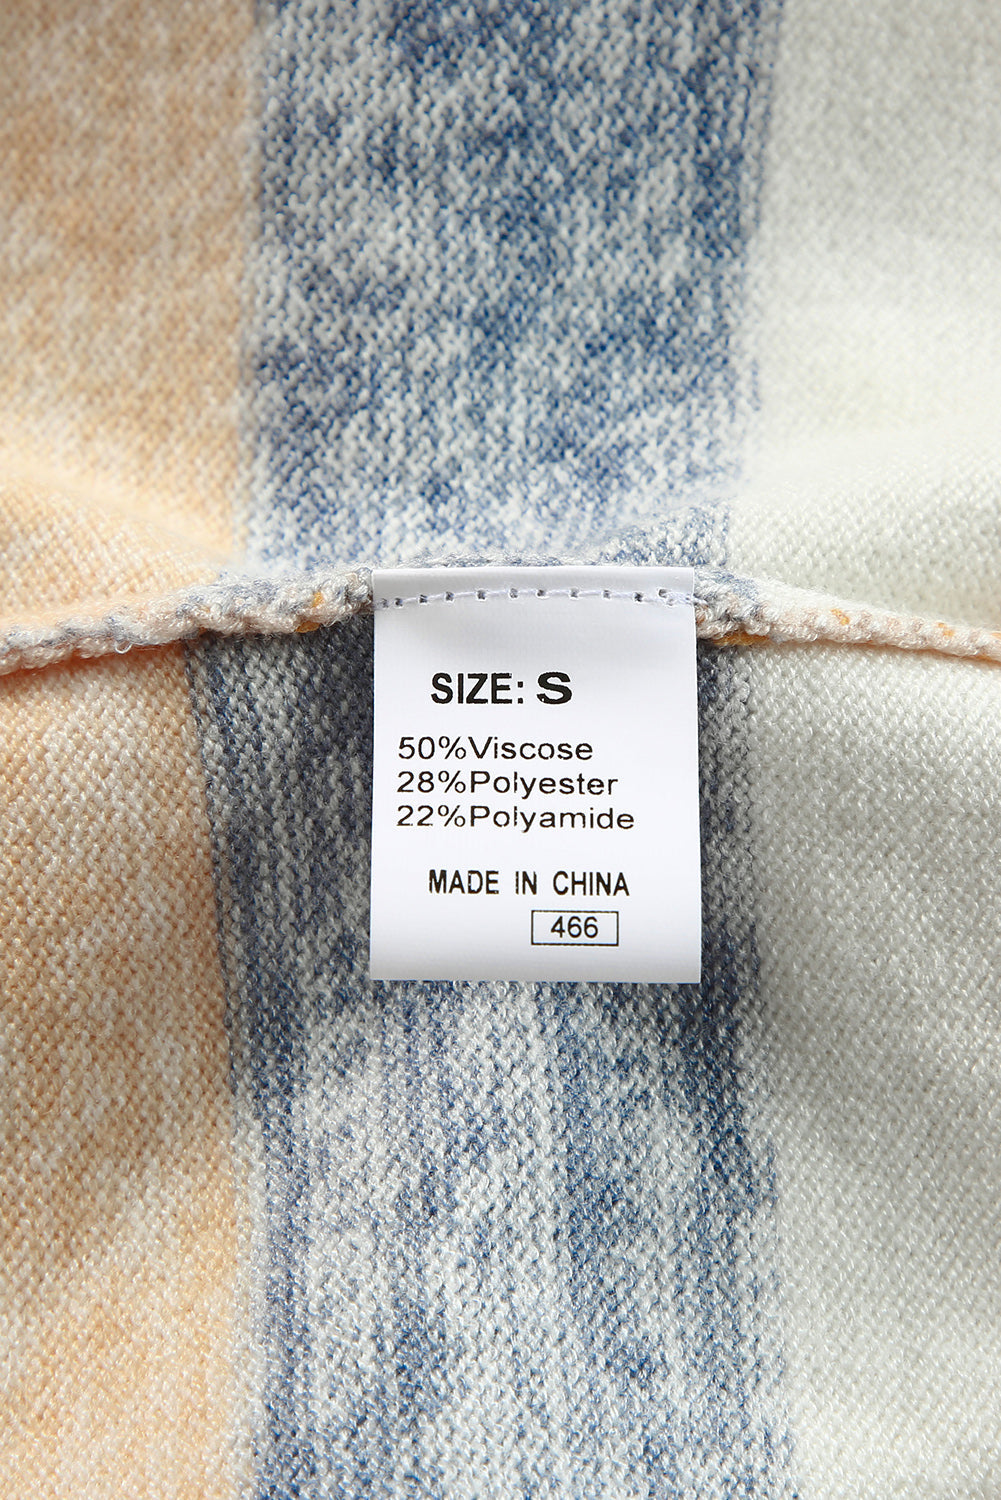 SIZE: S
50%Viscose
28%Polyester
22%Polyamide
MADE IN CHINA
466